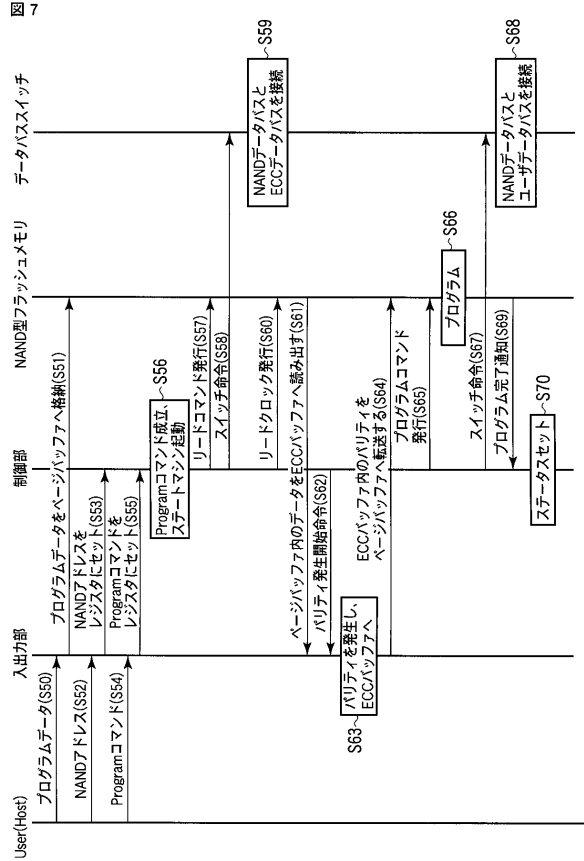 図 7
User(Host)
入出力部
制御部
NAND型フラッシュメモリ
データバススイッチ
プログラムデータ(S50)
プログラムデータをページバッファへ格納(S51)
NANDアドレス(S52)
NANDアドレスを
レジスタにセット(S53)
Programコマンド(S54)
Programコマンドを
レジスタにセット(S55)
Programコマンド成立、
ステートマシン起動
S56
リードコマンド発行(S57)
スイッチ命令(S58)
NANDデータバスと
ECCデータバスを接続
S59
リードクロック発行(S60)
ページバッファ内のデータをECCバッファへ読み出す(S61)
パリティ発生開始命令(S62)
パリティを発生し、
ECCバッファへ
S63
ECCバッファ内のパリティを
ページバッファへ転送する(S64)
プログラムコマンド
発行(S65)
プログラム
S66
スイッチ命令(S67)
NANDデータバスと
ユーザデータバスを接続
S68
プログラム完了通知(S69)
ステータスセット
S70